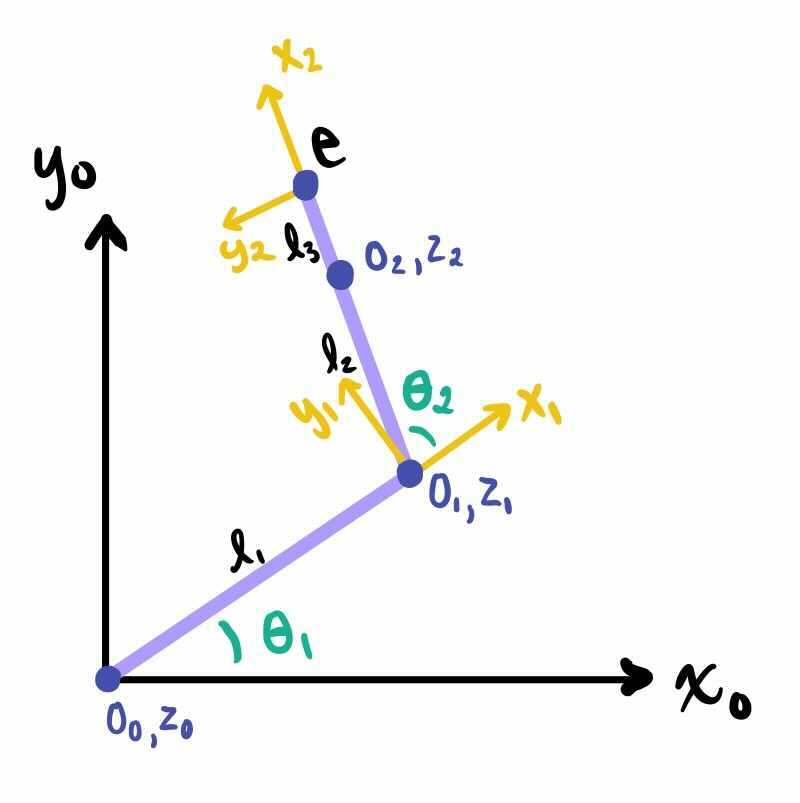 x₂
e
y₀
y₂
l₃
O₂,z₂
l₂
θ₂
y₁
x₁
O₁,z₁
l₁
θ₁
x₀
O₀,z₀